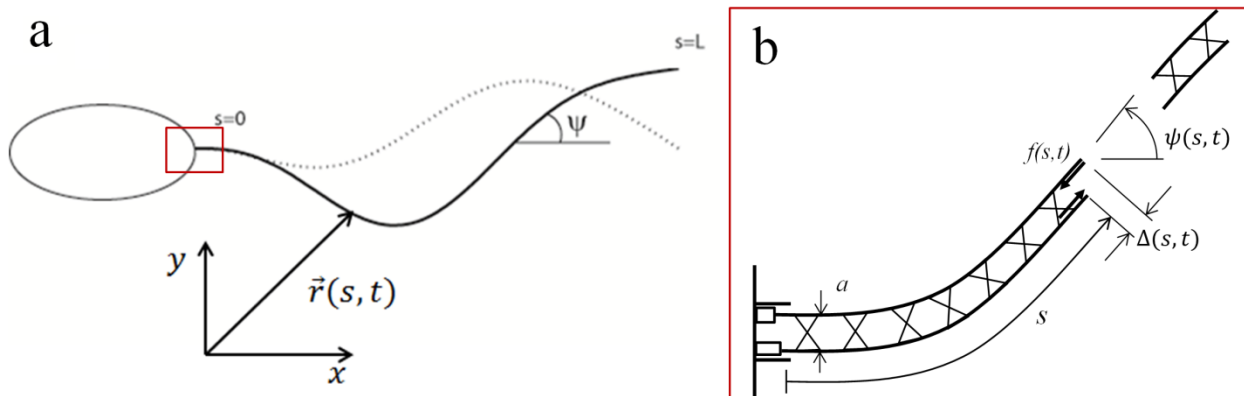 a
s=0
s=L
ψ
y
r⃗(s, t)
x
b
f(s,t)
ψ(s, t)
Δ(s, t)
a
s